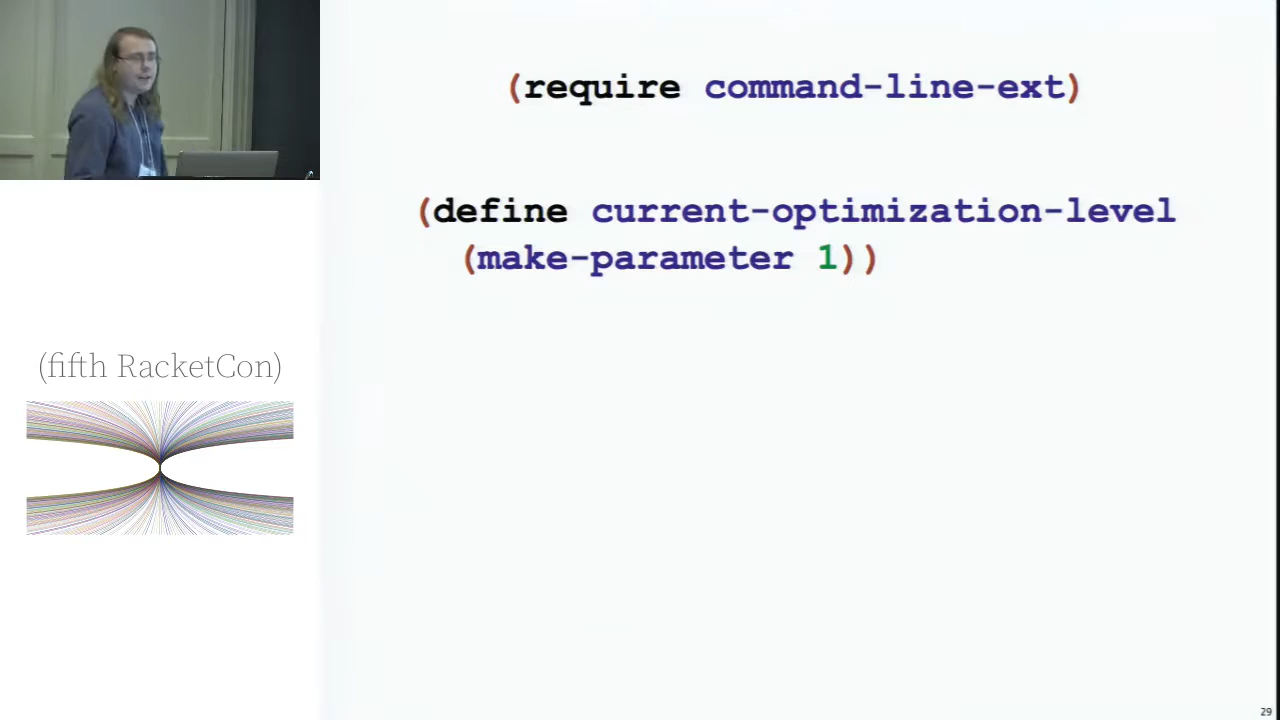 (require command-line-ext)
(define current-optimization-level
(make-parameter 1))
(fifth RacketCon)
29